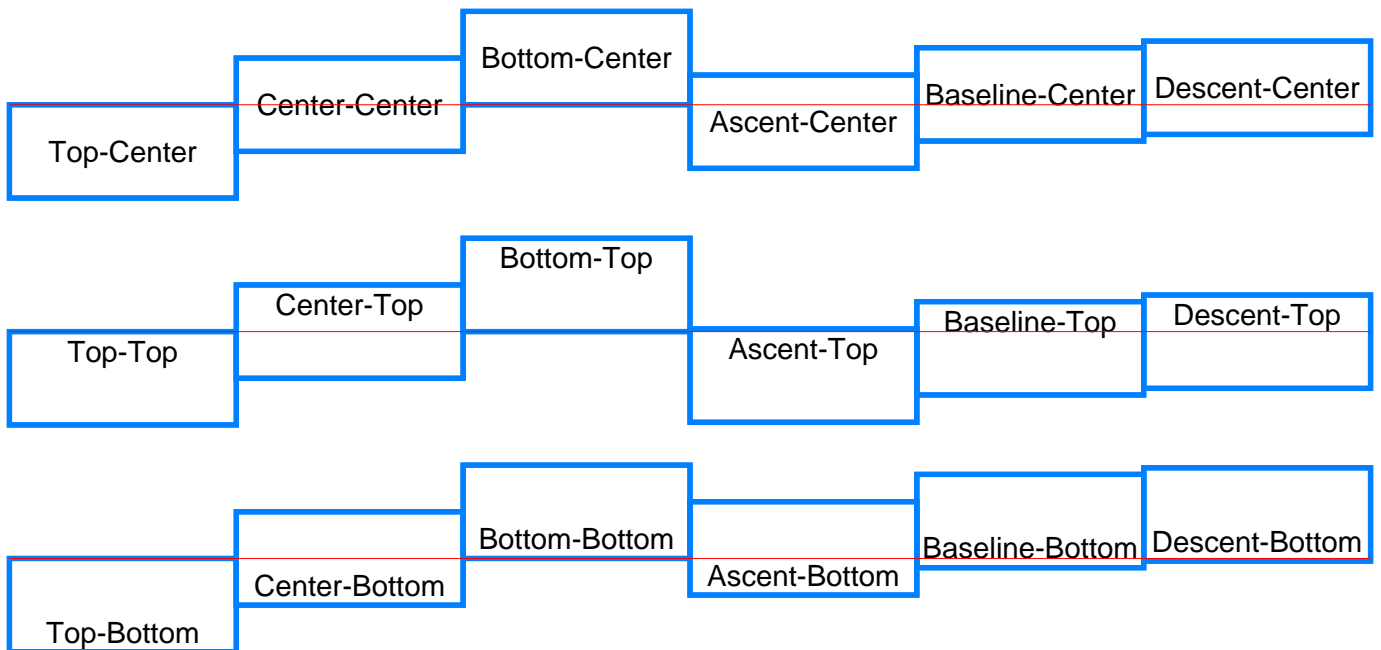 Top-Center
Center-Center
Bottom-Center
Ascent-Center
Baseline-Center
Descent-Center
Top-Top
Center-Top
Bottom-Top
Ascent-Top
Baseline-Top
Descent-Top
Top-Bottom
Center-Bottom
Bottom-Bottom
Ascent-Bottom
Baseline-Bottom
Descent-Bottom